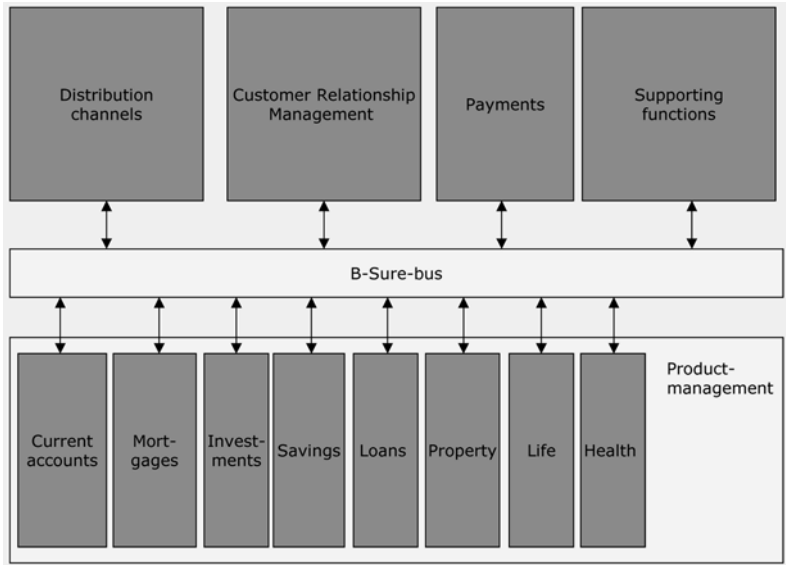 Distribution
channels
Customer Relationship
Management
Payments
Supporting
functions
B-Sure-bus
Product-
management
Current
accounts
Mort-
gages
Invest-
ments
Savings
Loans
Property
Life
Health